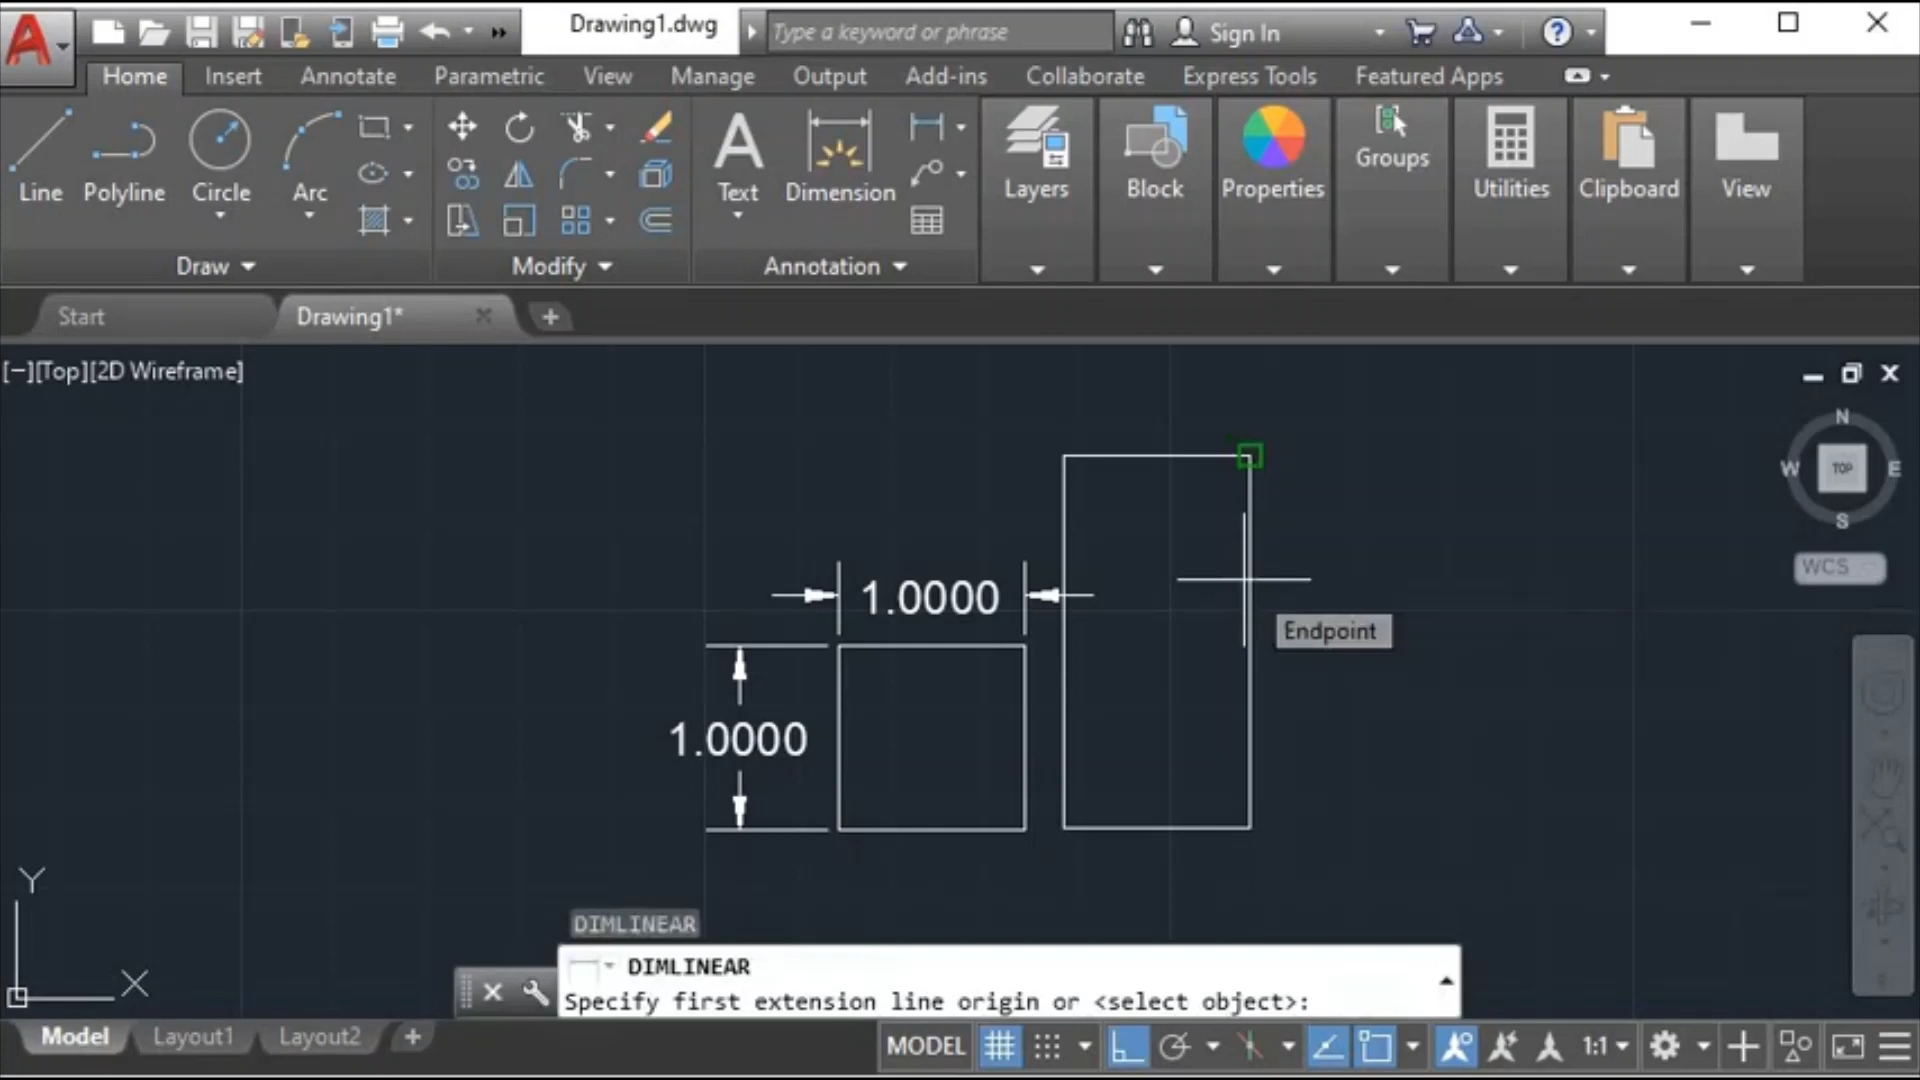 Drawing1.dwg
Type a keyword or phrase
Sign In
Home Insert Annotate Parametric View Manage Output Add-ins Collaborate Express Tools Featured Apps
Line Polyline Circle Arc
Text Dimension
Layers Block Properties Groups Utilities Clipboard View
Draw Modify Annotation
Start Drawing1*
[−][Top][2D Wireframe]
N
W TOP E
S
WCS
1.0000
Endpoint
1.0000
Y
X
DIMLINEAR
DIMLINEAR
Specify first extension line origin or <select object>:
Model Layout1 Layout2
MODEL 1:1